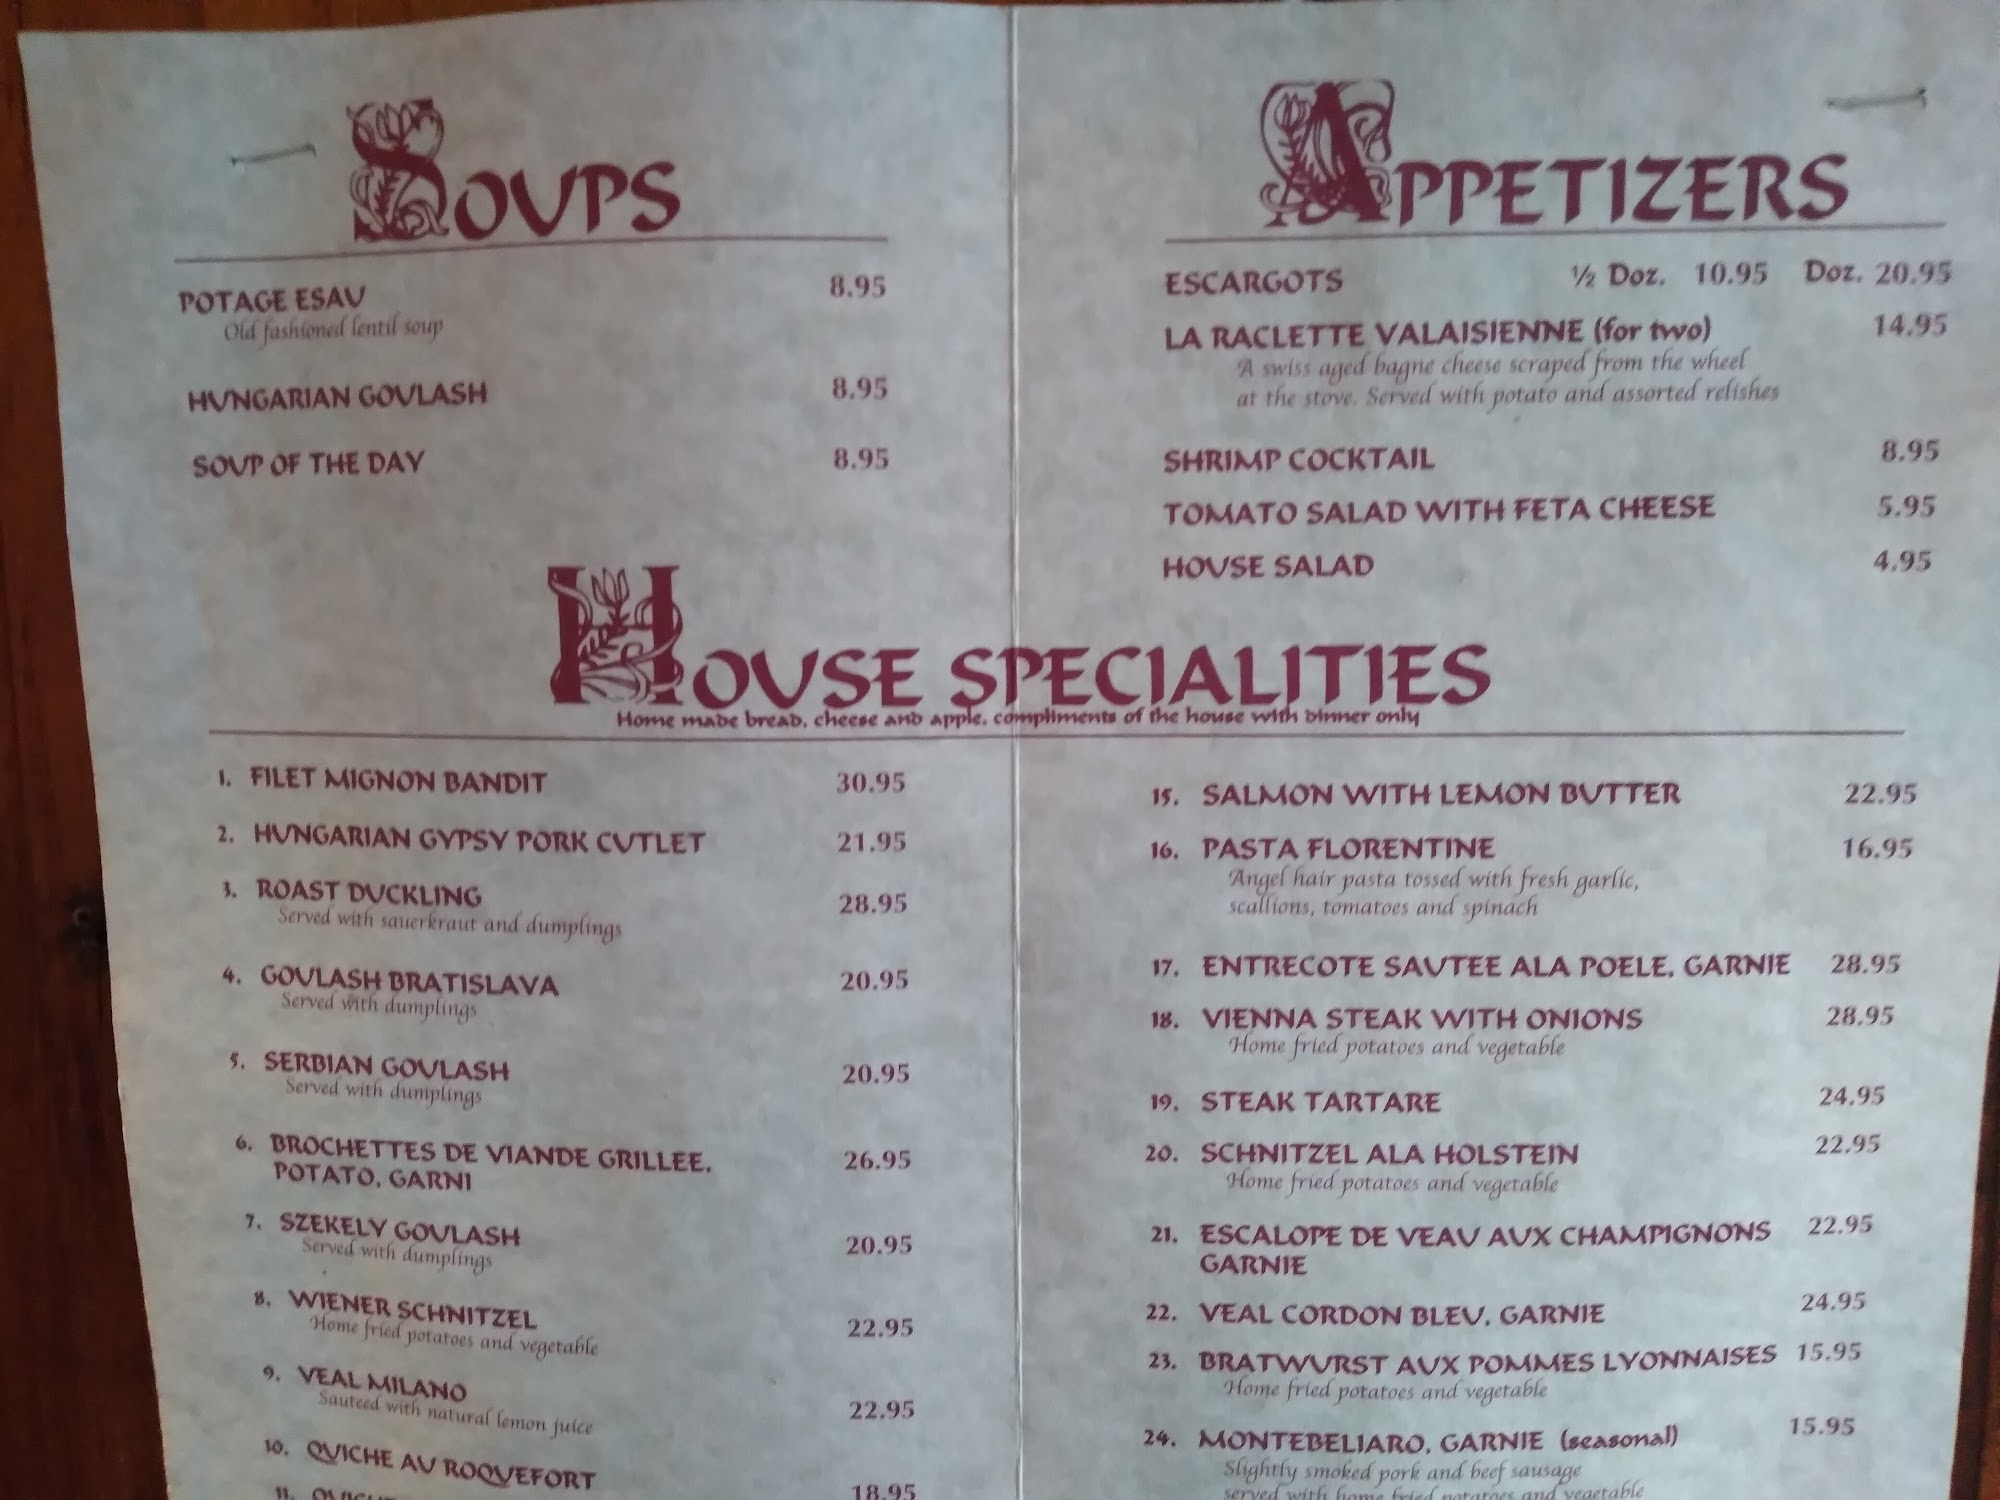 SOUPS
POTAGE ESAU 8.95
Old fashioned lentil soup
HUNGARIAN GOULASH 8.95
SOUP OF THE DAY 8.95
APPETIZERS
ESCARGOTS ½ Doz. 10.95 Doz. 20.95
LA RACLETTE VALAISIENNE (for two) 14.95
A swiss aged bagne cheese scraped from the wheel
at the stove. Served with potato and assorted relishes
SHRIMP COCKTAIL 8.95
TOMATO SALAD WITH FETA CHEESE 5.95
HOUSE SALAD 4.95
HOUSE SPECIALITIES
Home made bread, cheese and apple, compliments of the house with dinner only
1. FILET MIGNON BANDIT 30.95
2. HUNGARIAN GYPSY PORK CUTLET 21.95
3. ROAST DUCKLING 28.95
Served with sauerkraut and dumplings
4. GOULASH BRATISLAVA 20.95
Served with dumplings
5. SERBIAN GOULASH 20.95
Served with dumplings
6. BROCHETTES DE VIANDE GRILLEE, 26.95
POTATO, GARNI
7. SZEKELY GOULASH 20.95
Served with dumplings
8. WIENER SCHNITZEL 22.95
Home fried potatoes and vegetable
9. VEAL MILANO 22.95
Sauteed with natural lemon juice
10. QUICHE AU ROQUEFORT 18.95
11.
15. SALMON WITH LEMON BUTTER 22.95
16. PASTA FLORENTINE 16.95
Angel hair pasta tossed with fresh garlic,
scallions, tomatoes and spinach
17. ENTRECOTE SAUTEE ALA POELE, GARNIE 28.95
18. VIENNA STEAK WITH ONIONS 28.95
Home fried potatoes and vegetable
19. STEAK TARTARE 24.95
20. SCHNITZEL ALA HOLSTEIN 22.95
Home fried potatoes and vegetable
21. ESCALOPE DE VEAU AUX CHAMPIGNONS 22.95
GARNIE
22. VEAL CORDON BLEU, GARNIE 24.95
23. BRATWURST AUX POMMES LYONNAISES 15.95
Home fried potatoes and vegetable
24. MONTEBELIARO, GARNIE (seasonal) 15.95
Slightly smoked pork and beef sausage
served with home fried potatoes and vegetable